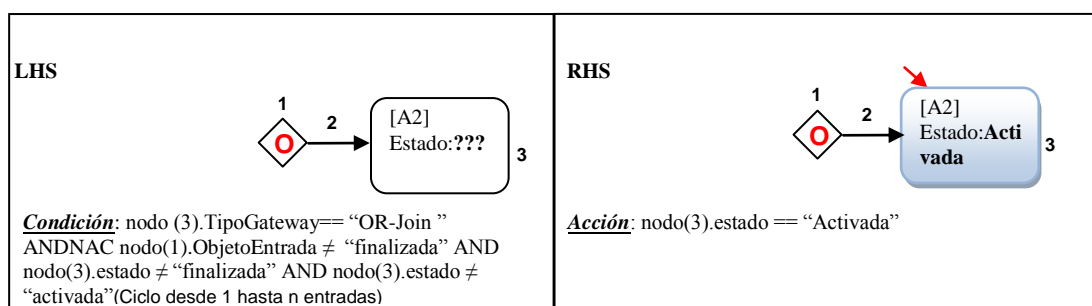 LHS
1
2
3
O
[A2]
Estado:???
Condición: nodo (3).TipoGateway== “OR-Join ”
ANDNAC nodo(1).ObjetoEntrada ≠ “finalizada” AND
nodo(3).estado ≠ “finalizada” AND nodo(3).estado ≠
“activada”(Ciclo desde 1 hasta n entradas)
RHS
1
2
3
O
[A2]
Estado:Acti
vada
Acción: nodo(3).estado == “Activada”